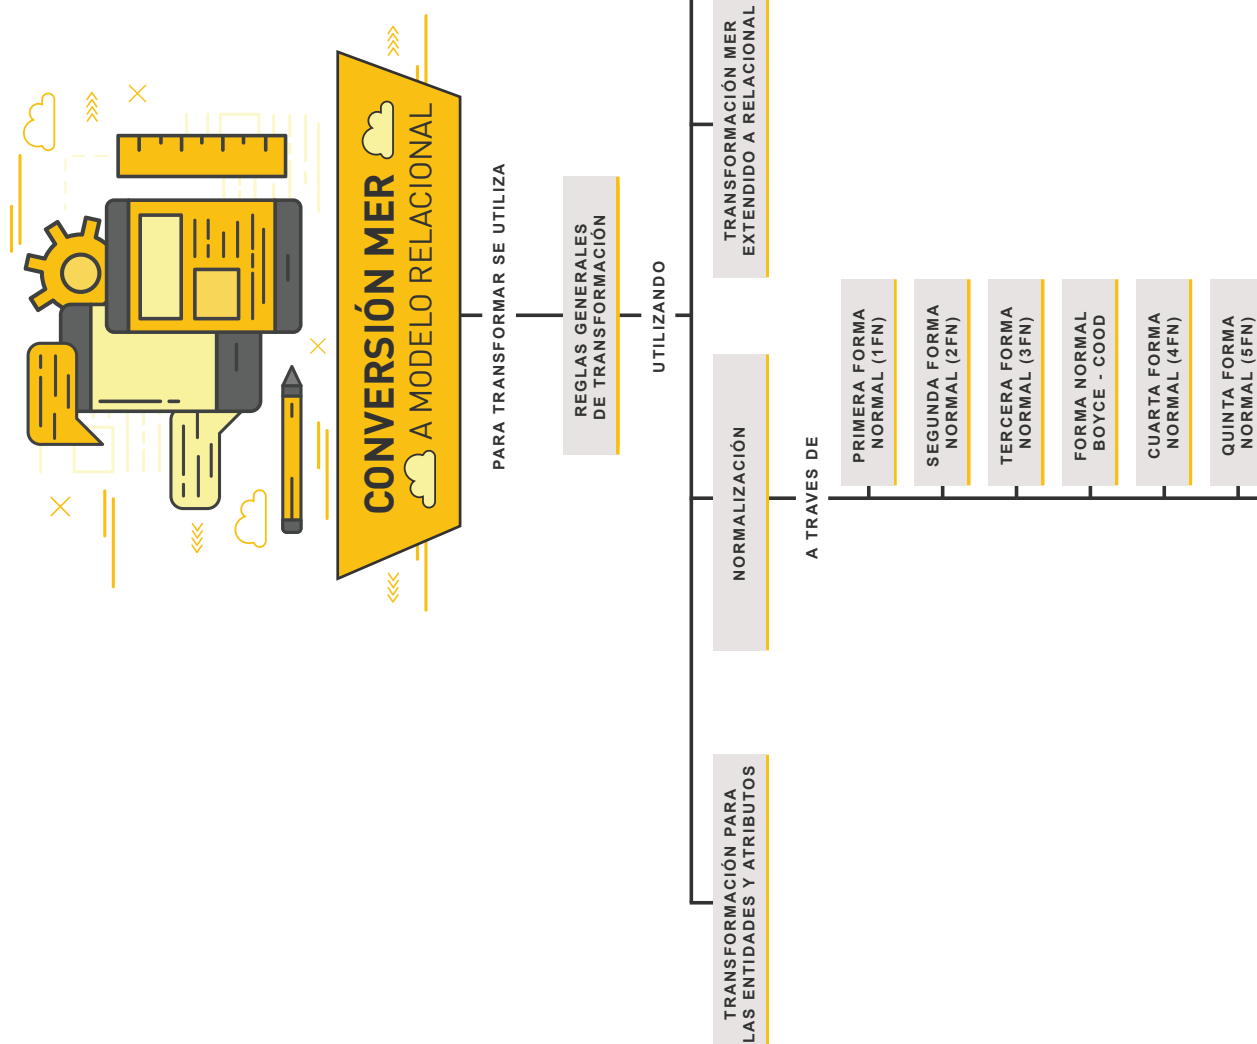 CONVERSIÓN MER
A MODELO RELACIONAL
PARA TRANSFORMAR SE UTILIZA
REGLAS GENERALES
DE TRANSFORMACIÓN
UTILIZANDO
TRANSFORMACIÓN PARA
LAS ENTIDADES Y ATRIBUTOS
NORMALIZACIÓN
TRANSFORMACIÓN MER
EXTENDIDO A RELACIONAL
A TRAVES DE
PRIMERA FORMA
NORMAL (1FN)
SEGUNDA FORMA
NORMAL (2FN)
TERCERA FORMA
NORMAL (3FN)
FORMA NORMAL
BOYCE - COOD
CUARTA FORMA
NORMAL (4FN)
QUINTA FORMA
NORMAL (5FN)